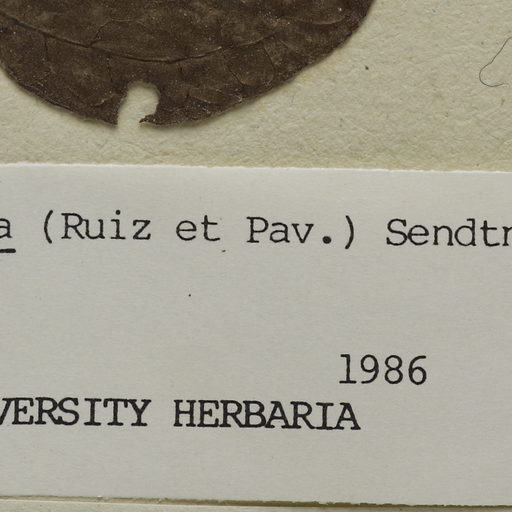 a (Ruiz et Pav.) Sendtn
1986
VERSITY HERBARIA